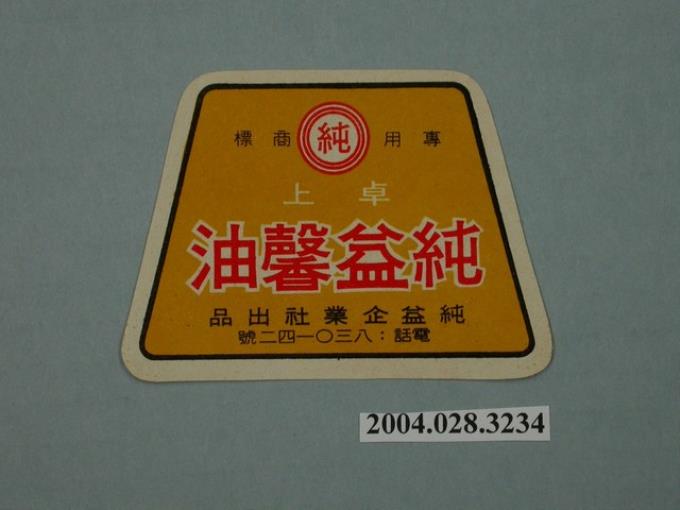 專用 純 商標
卓上
純益馨油
純益企業社出品
電話：八三〇一四二號
2004.028.3234